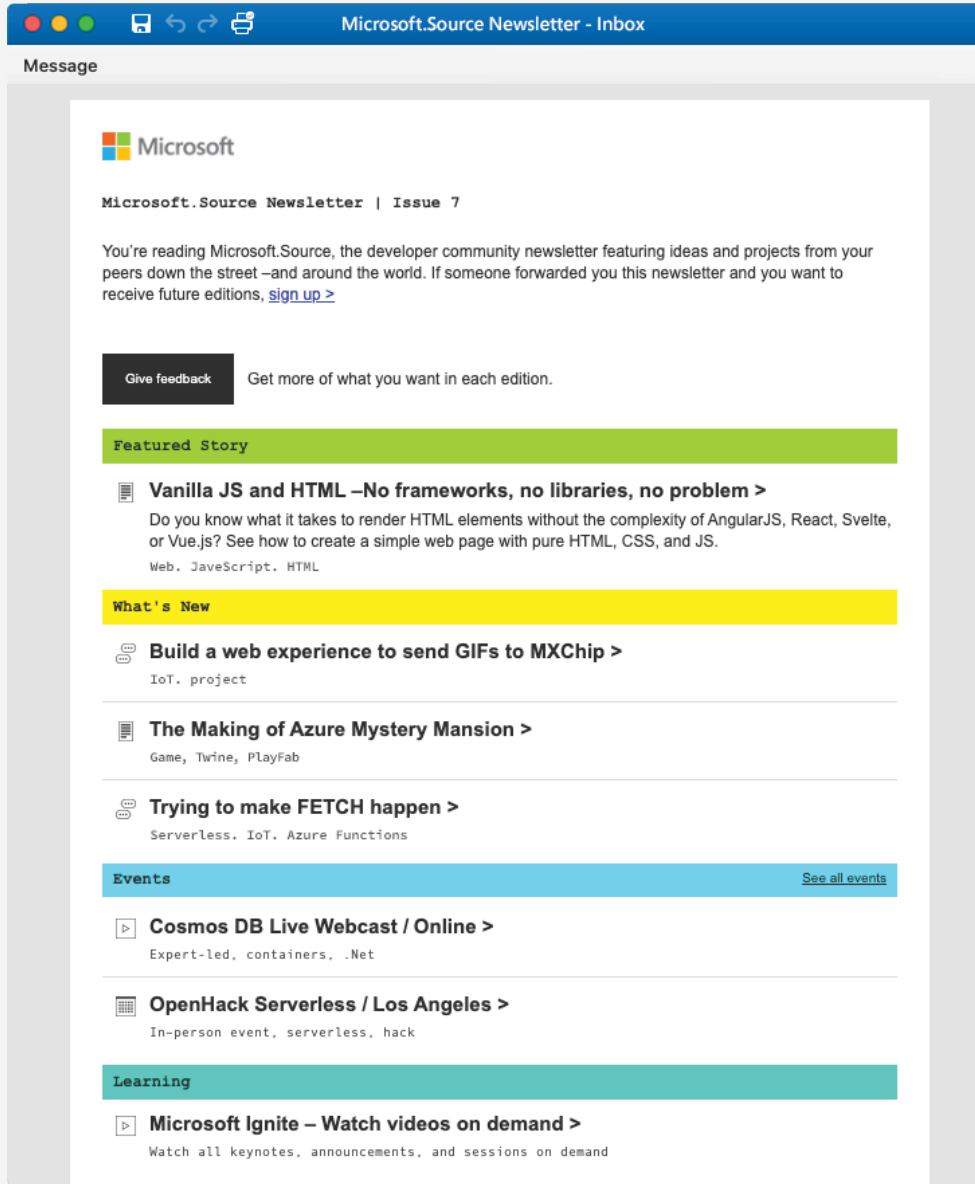 Microsoft.Source Newsletter - Inbox
Message
Microsoft
Microsoft.Source Newsletter | Issue 7
You're reading Microsoft.Source, the developer community newsletter featuring ideas and projects from your
peers down the street –and around the world. If someone forwarded you this newsletter and you want to
receive future editions, sign up >
Give feedback
Get more of what you want in each edition.
Featured Story
Vanilla JS and HTML –No frameworks, no libraries, no problem >
Do you know what it takes to render HTML elements without the complexity of AngularJS, React, Svelte,
or Vue.js? See how to create a simple web page with pure HTML, CSS, and JS.
Web. JaveScript. HTML
What's New
Build a web experience to send GIFs to MXChip >
IoT. project
The Making of Azure Mystery Mansion >
Game, Twine, PlayFab
Trying to make FETCH happen >
Serverless. IoT. Azure Functions
Events
See all events
Cosmos DB Live Webcast / Online >
Expert-led, containers, .Net
OpenHack Serverless / Los Angeles >
In-person event, serverless, hack
Learning
Microsoft Ignite – Watch videos on demand >
Watch all keynotes, announcements, and sessions on demand